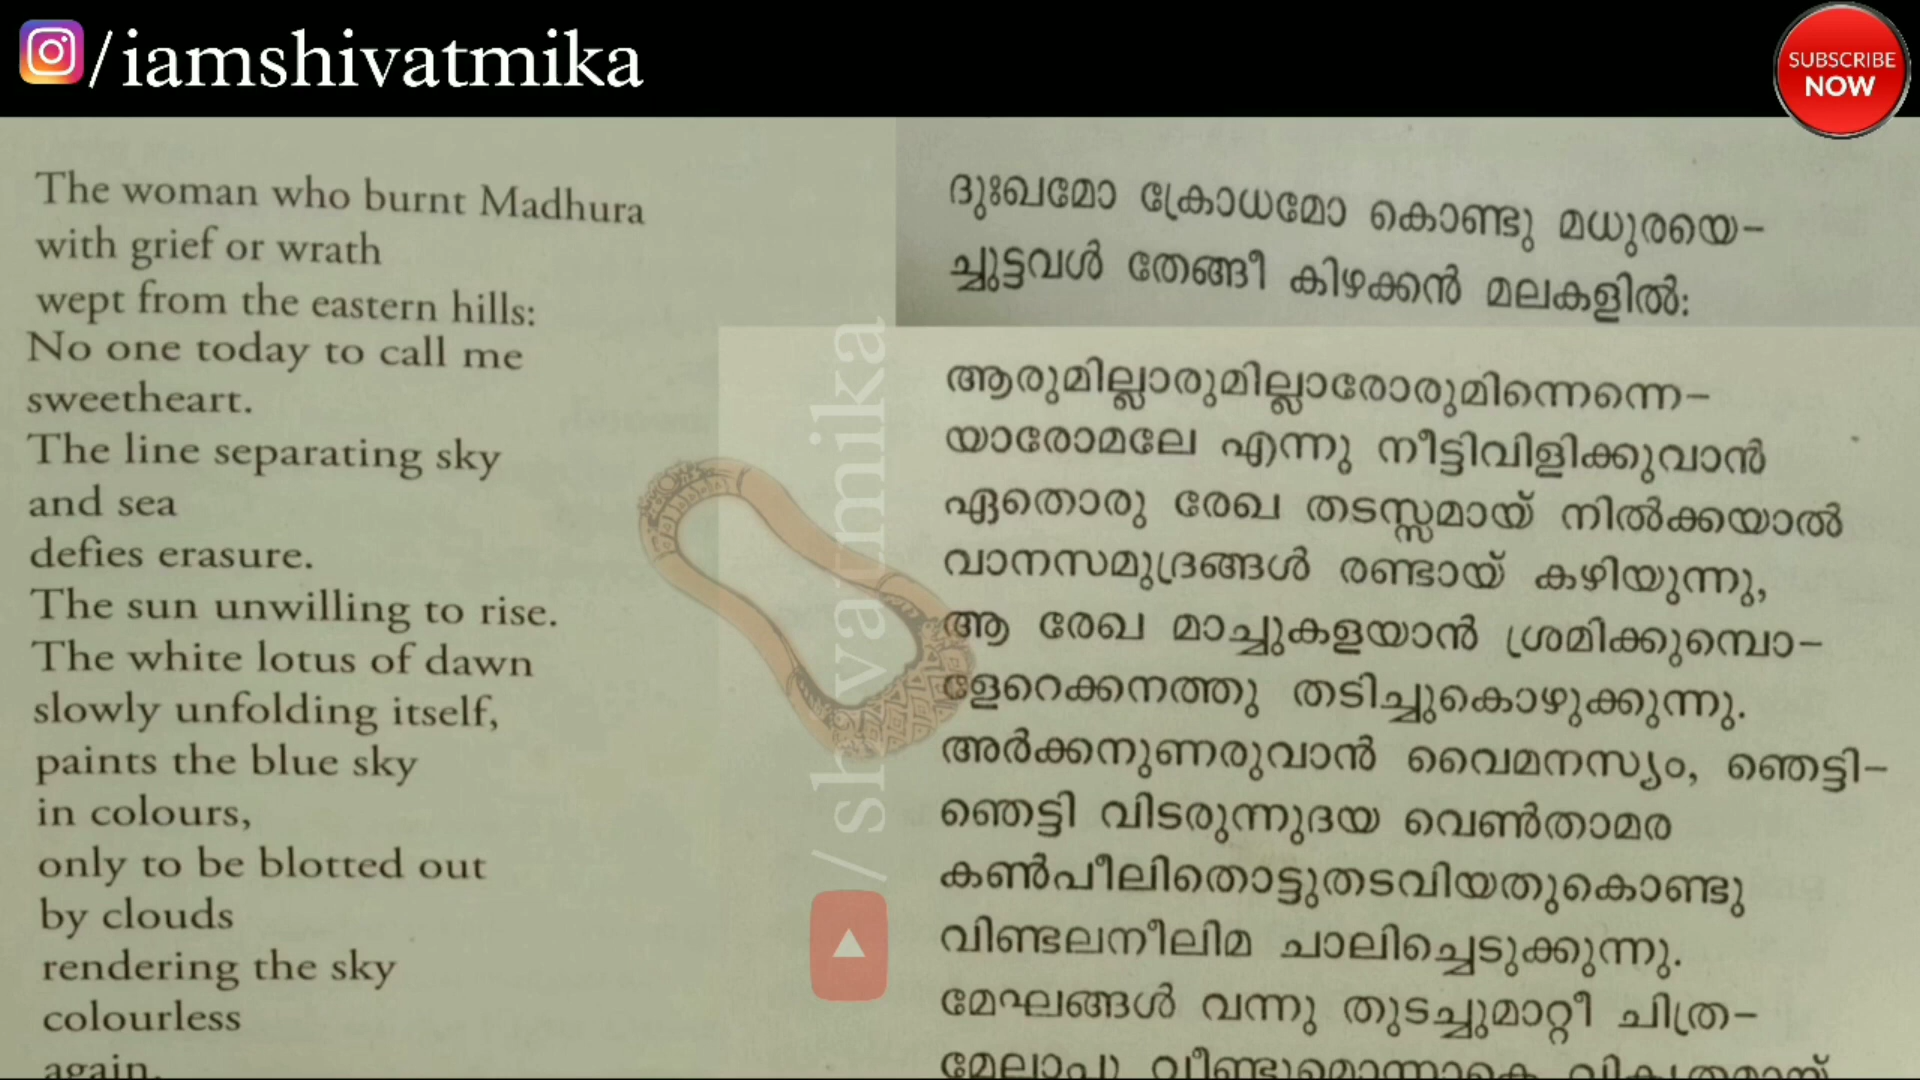 /iamshivatmika
SUBSCRIBE
NOW
The woman who burnt Madhura
with grief or wrath
wept from the eastern hills:
No one today to call me
sweetheart.
The line separating sky
and sea
defies erasure.
The sun unwilling to rise.
The white lotus of dawn
slowly unfolding itself,
paints the blue sky
in colours,
only to be blotted out
by clouds
rendering the sky
colourless
again.
/shivatmika
ദുഃഖമോ ക്രോധമോ കൊണ്ടു മധുരയെ-
ച്ചുട്ടവൾ തേങ്ങീ കിഴക്കൻ മലകളിൽ:
ആരുമില്ലാരുമില്ലാരോരുമിന്നെന്നെ-
യാരോമലേ എന്നു നീട്ടിവിളിക്കുവാൻ
ഏതൊരു രേഖ തടസ്സമായ് നിൽക്കയാൽ
വാനസമുദ്രങ്ങൾ രണ്ടായ് കഴിയുന്നു,
ആ രേഖ മാച്ചുകളയാൻ ശ്രമിക്കുമ്പൊ-
ളേറെക്കനത്തു തടിച്ചുകൊഴുക്കുന്നു.
അർക്കനുണരുവാൻ വൈമനസ്യം, ഞെട്ടി-
ഞെട്ടി വിടരുന്നുദയ വെൺതാമര
കൺപീലിതൊട്ടുതടവിയതുകൊണ്ടു
വിണ്ടലനീലിമ ചാലിച്ചെടുക്കുന്നു.
മേഘങ്ങൾ വന്നു തുടച്ചുമാറ്റീ ചിത്ര-